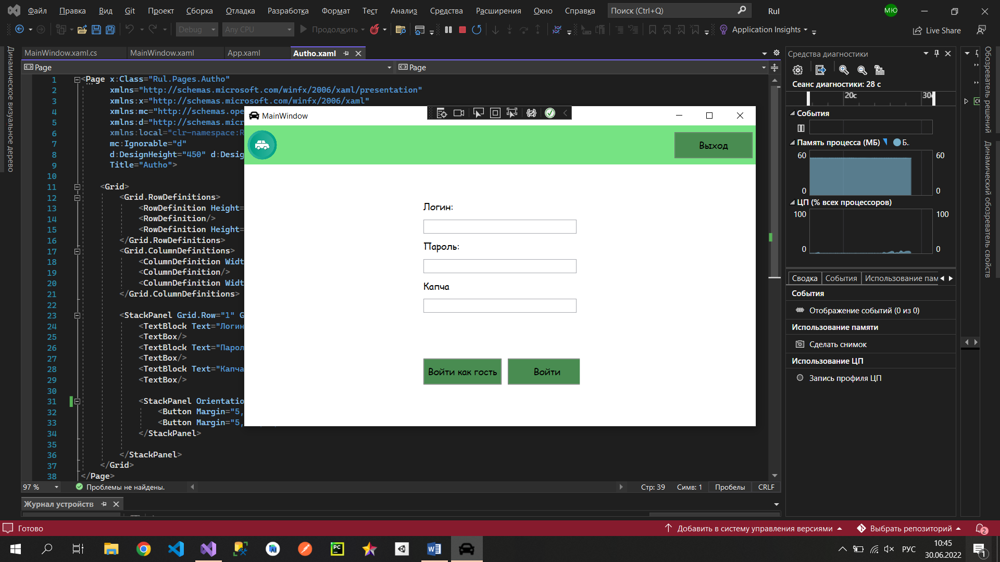 Файл Правка Вид Git Проект Сборка Отладка Разработка Формат Тест Анализ Средства Расширения Окно Справка Поиск (Ctrl+Q) Rul МЮ
Debug Any CPU Продолжить Application Insights Live Share
MainWindow.xaml.cs MainWindow.xaml App.xaml Autho.xaml
Page Page
Динамическое визуальное дерево
1 <Page x:Class="Rul.Pages.Autho"
2 xmlns="http://schemas.microsoft.com/winfx/2006/xaml/presentation"
3 xmlns:x="http://schemas.microsoft.com/winfx/2006/xaml"
4 xmlns:mc="http://schemas.ope
5 xmlns:d="http://schemas.micr
6 xmlns:local="clr-namespace:R
7 mc:Ignorable="d"
8 d:DesignHeight="450" d:Desig
9 Title="Autho">
10
11 <Grid>
12 <Grid.RowDefinitions>
13 <RowDefinition Height=
14 <RowDefinition/>
15 <RowDefinition Height=
16 </Grid.RowDefinitions>
17 <Grid.ColumnDefinitions>
18 <ColumnDefinition Widt
19 <ColumnDefinition/>
20 <ColumnDefinition Widt
21 </Grid.ColumnDefinitions>
22
23 <StackPanel Grid.Row="1" G
24 <TextBlock Text="Логин
25 <TextBox/>
26 <TextBlock Text="Парол
27 <TextBox/>
28 <TextBlock Text="Капча
29 <TextBox/>
30
31 <StackPanel Orientatio
32 <Button Margin="5,
33 <Button Margin="5,
34 </StackPanel>
35
36 </StackPanel>
37 </Grid>
38 </Page>
MainWindow
Выход
Логин:
Пароль:
Капча
Войти как гость Войти
97 % Проблемы не найдены. Стр: 39 Симв: 1 Пробелы CRLF
Журнал устройств
Средства диагностики
Сеанс диагностики: 28 с
20с 30с
События
Память процесса (МБ) Б..
60 60
0 0
ЦП (% всех процессоров)
100 100
0 0
Сводка События Использование пам
События
Отображение событий (0 из 0)
Использование памяти
Сделать снимок
Использование ЦП
Запись профиля ЦП
Обозреватель решений
Динамический обозреватель свойств
Готово Добавить в систему управления версиями Выбрать репозиторий 2
PC РУС 10:45
30.06.2022 1